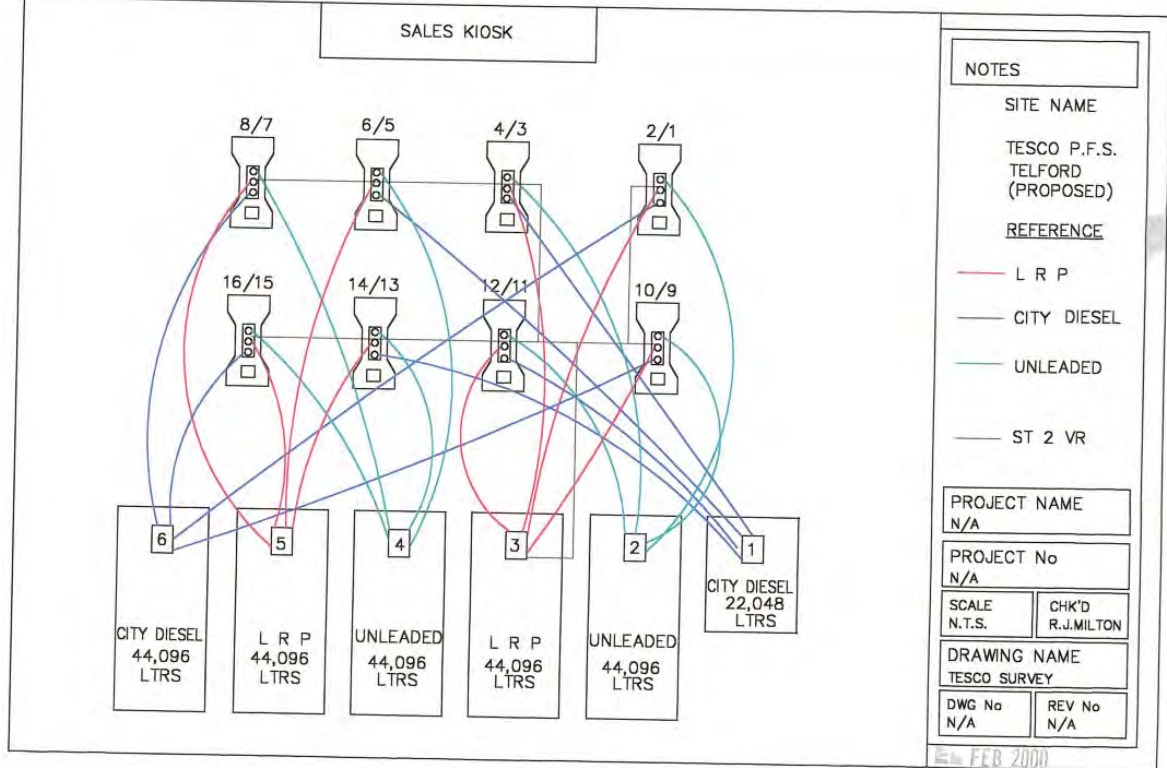 SALES KIOSK
8/7
6/5
4/3
2/1
16/15
14/13
12/11
10/9
6
5
4
3
2
1
CITY DIESEL
44,096
LTRS
L R P
44,096
LTRS
UNLEADED
44,096
LTRS
L R P
44,096
LTRS
UNLEADED
44,096
LTRS
CITY DIESEL
22,048
LTRS
NOTES
SITE NAME
TESCO P.F.S.
TELFORD
(PROPOSED)
REFERENCE
L R P
CITY DIESEL
UNLEADED
ST 2 VR
PROJECT NAME
N/A
PROJECT No
N/A
SCALE
N.T.S.
CHK'D
R.J.MILTON
DRAWING NAME
TESCO SURVEY
DWG No
N/A
REV No
N/A
FEB 2000